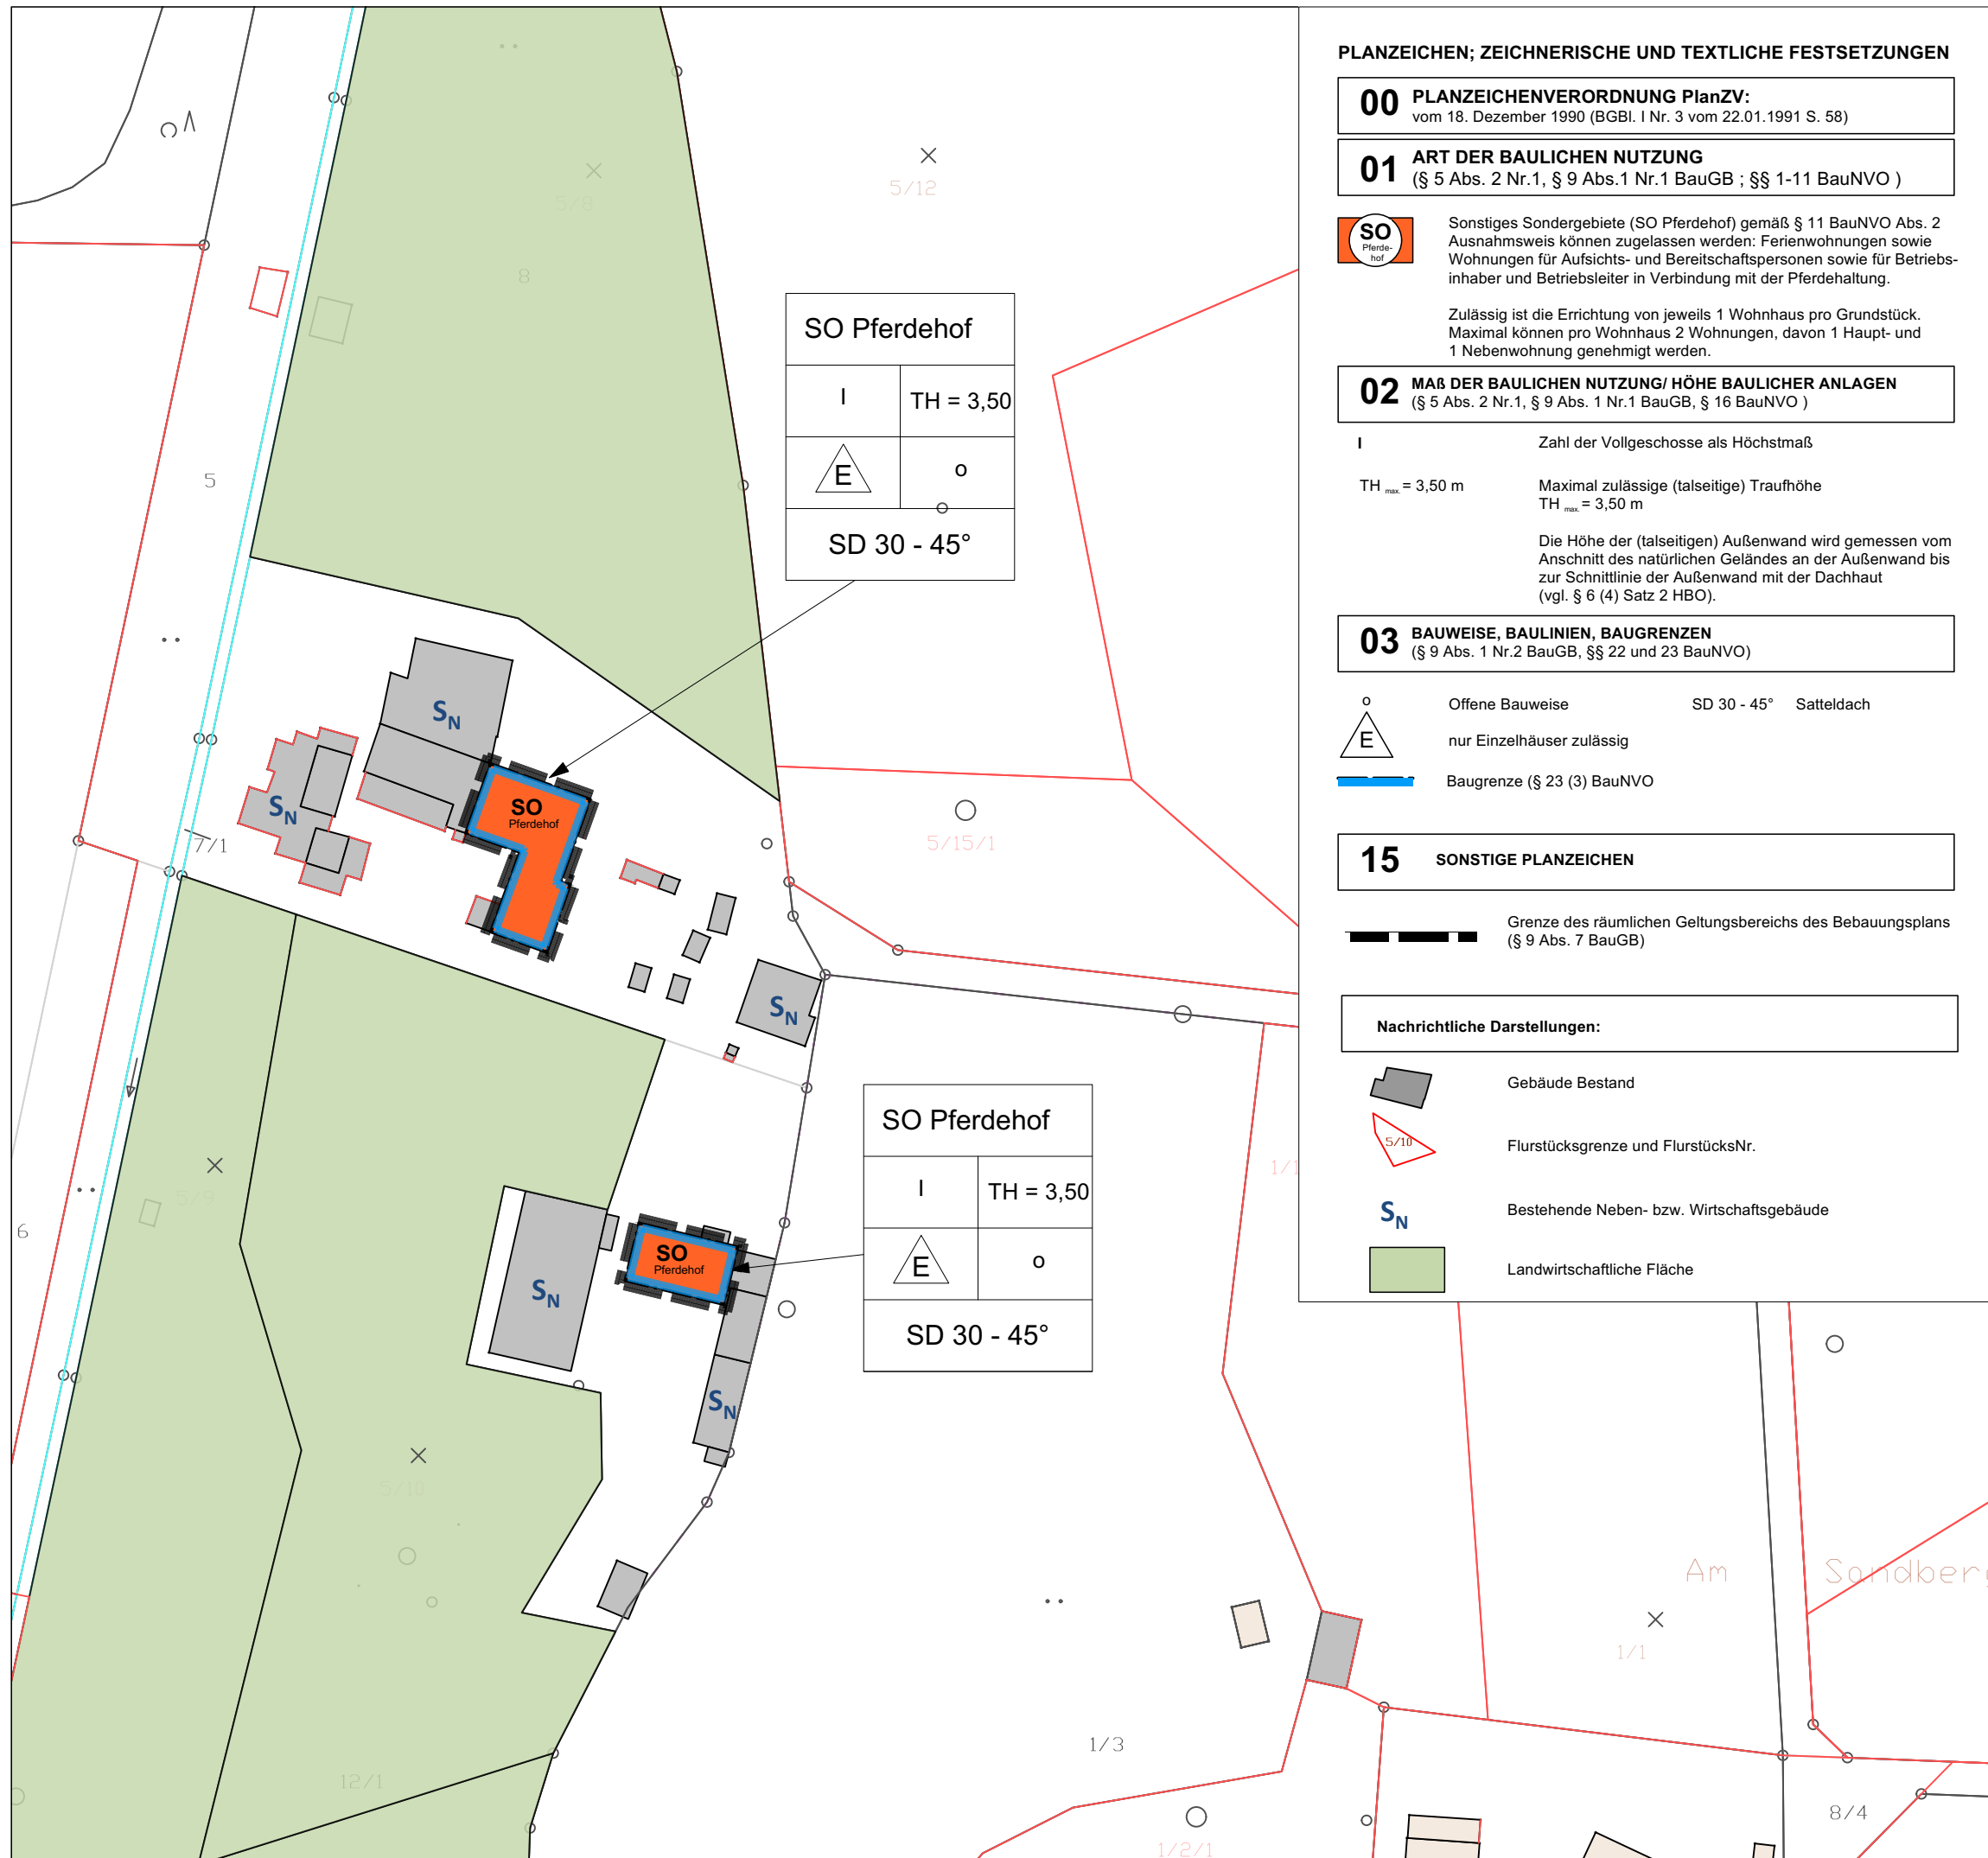 PLANZEICHEN; ZEICHNERISCHE UND TEXTLICHE FESTSETZUNGEN
00 PLANZEICHENVERORDNUNG PlanZV:
vom 18. Dezember 1990 (BGBl. I Nr. 3 vom 22.01.1991 S. 58)
01 ART DER BAULICHEN NUTZUNG
(§ 5 Abs. 2 Nr.1, § 9 Abs.1 Nr.1 BauGB ; §§ 1-11 BauNVO )
SO
Pferde-
hof
Sonstiges Sondergebiete (SO Pferdehof) gemäß § 11 BauNVO Abs. 2
Ausnahmsweis können zugelassen werden: Ferienwohnungen sowie
Wohnungen für Aufsichts- und Bereitschaftspersonen sowie für Betriebs-
inhaber und Betriebsleiter in Verbindung mit der Pferdehaltung.
Zulässig ist die Errichtung von jeweils 1 Wohnhaus pro Grundstück.
Maximal können pro Wohnhaus 2 Wohnungen, davon 1 Haupt- und
1 Nebenwohnung genehmigt werden.
02 MAß DER BAULICHEN NUTZUNG/ HÖHE BAULICHER ANLAGEN
(§ 5 Abs. 2 Nr.1, § 9 Abs. 1 Nr.1 BauGB, § 16 BauNVO )
I Zahl der Vollgeschosse als Höchstmaß
TH max. = 3,50 m Maximal zulässige (talseitige) Traufhöhe
TH max. = 3,50 m
Die Höhe der (talseitigen) Außenwand wird gemessen vom
Anschnitt des natürlichen Geländes an der Außenwand bis
zur Schnittlinie der Außenwand mit der Dachhaut
(vgl. § 6 (4) Satz 2 HBO).
03 BAUWEISE, BAULINIEN, BAUGRENZEN
(§ 9 Abs. 1 Nr.2 BauGB, §§ 22 und 23 BauNVO)
o Offene Bauweise SD 30 - 45° Satteldach
E nur Einzelhäuser zulässig
Baugrenze (§ 23 (3) BauNVO
15 SONSTIGE PLANZEICHEN
Grenze des räumlichen Geltungsbereichs des Bebauungsplans
(§ 9 Abs. 7 BauGB)
Nachrichtliche Darstellungen:
Gebäude Bestand
5/10 Flurstücksgrenze und FlurstücksNr.
SN Bestehende Neben- bzw. Wirtschaftsgebäude
Landwirtschaftliche Fläche
5/8
5/12
8
SO Pferdehof
I TH = 3,50
E o
SD 30 - 45°
5
SN
SN
SO
Pferdehof
7/1
5/15/1
SN
SO Pferdehof
I TH = 3,50
E o
SD 30 - 45°
1/1
5/9
6
SO
Pferdehof
SN
SN
5/10
Am Sandberg
1/1
1/3
12/1
8/4
1/2/1